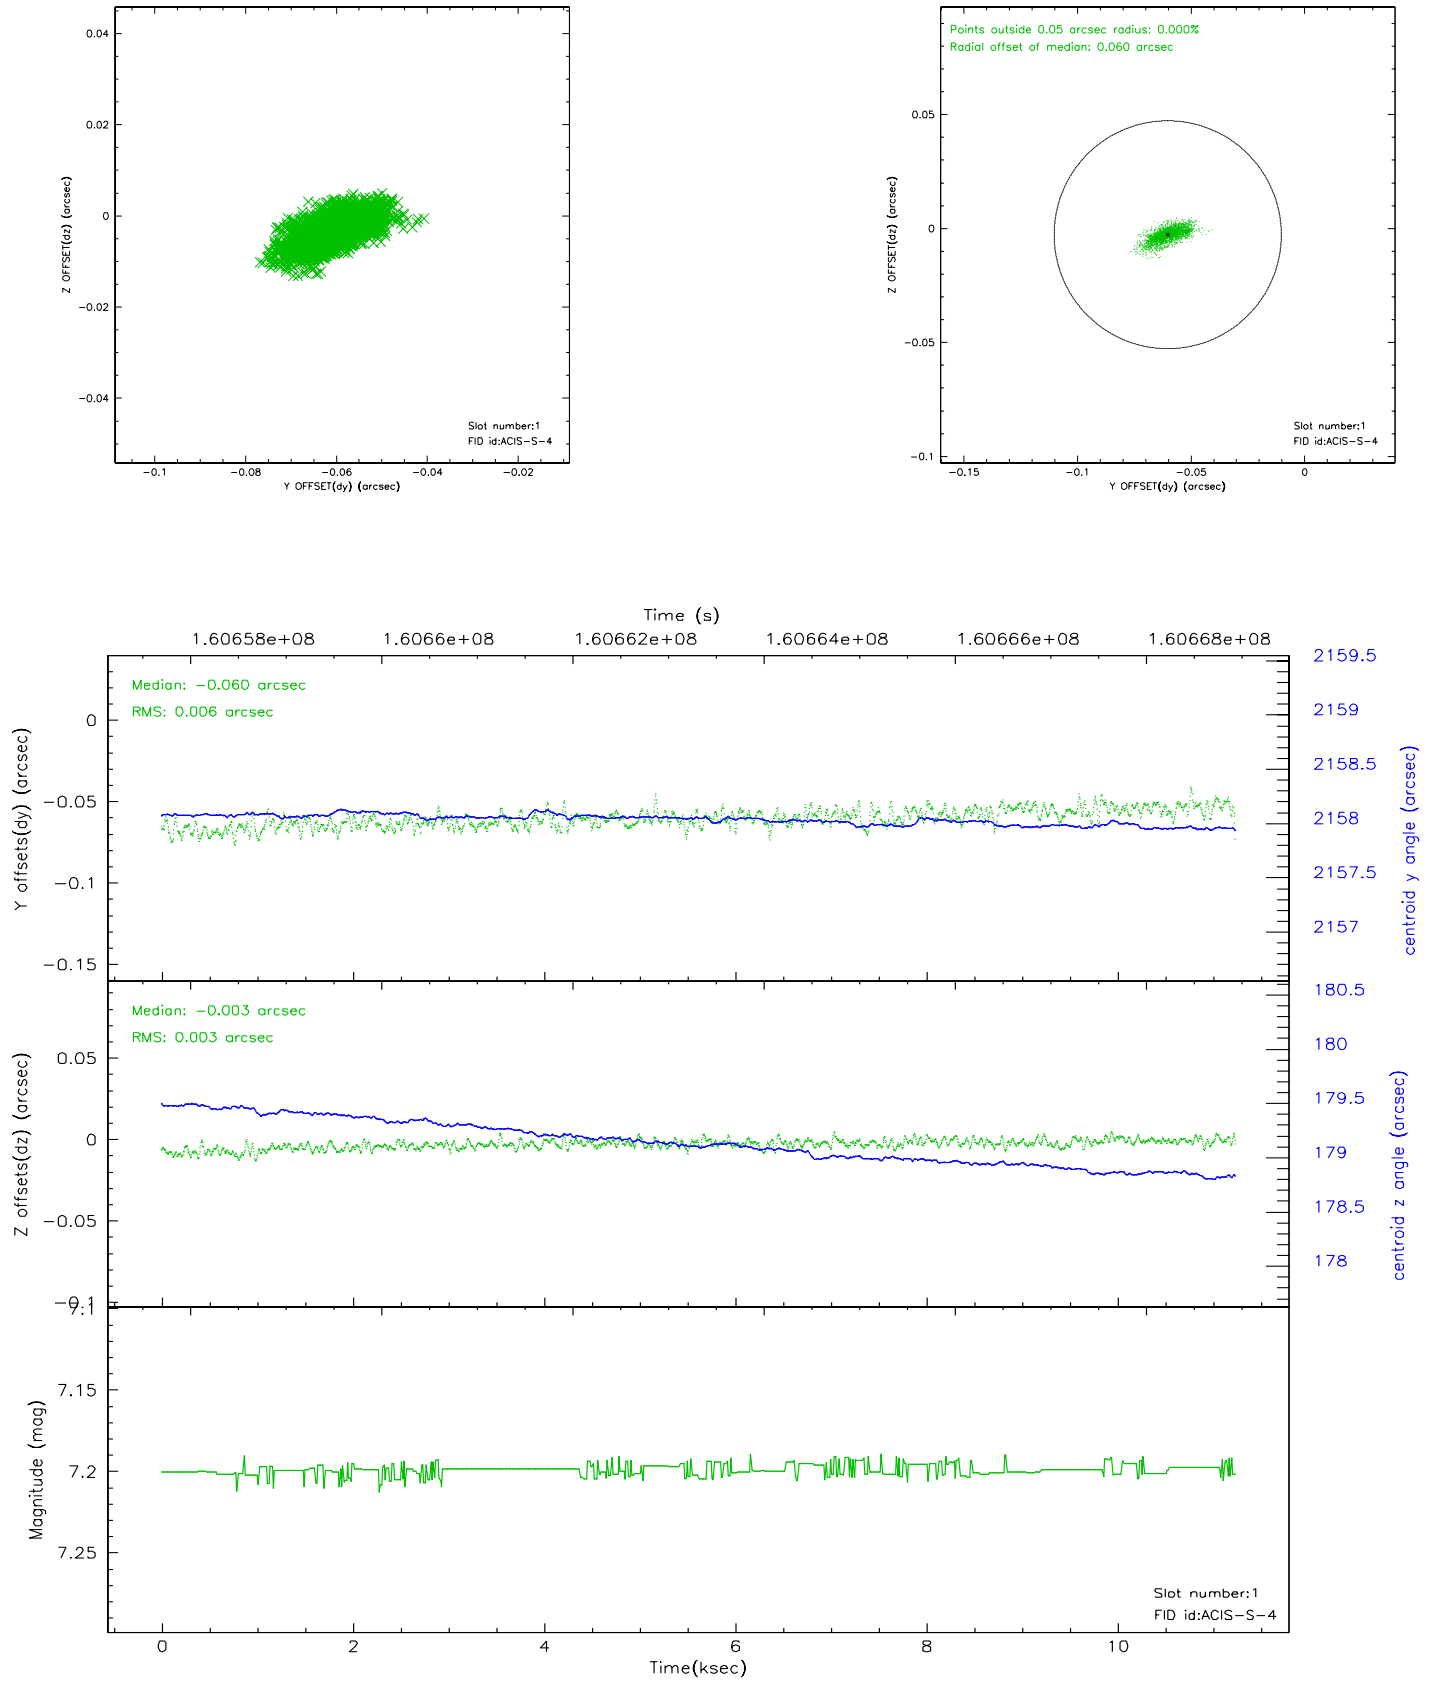 0.04
0.02
0
-0.02
-0.04
Z OFFSET(dz) (arcsec)
Slot number:1
FID id:ACIS-S-4
-0.1 -0.08 -0.06 -0.04 -0.02
Y OFFSET(dy) (arcsec)
Points outside 0.05 arcsec radius: 0.000%
Radial offset of median: 0.060 arcsec
0.05
0
-0.05
-0.1
Z OFFSET(dz) (arcsec)
Slot number:1
FID id:ACIS-S-4
-0.15 -0.1 -0.05 0
Y OFFSET(dy) (arcsec)
Time (s)
1.60658e+08 1.6066e+08 1.60662e+08 1.60664e+08 1.60666e+08 1.60668e+08
Median: -0.060 arcsec
RMS: 0.006 arcsec
0
-0.05
-0.1
-0.15
Y offsets(dy) (arcsec)
2159.5
2159
2158.5
2158
2157.5
2157
centroid y angle (arcsec)
Median: -0.003 arcsec
RMS: 0.003 arcsec
0.05
0
-0.05
-0.1
Z offsets(dz) (arcsec)
180.5
180
179.5
179
178.5
178
centroid z angle (arcsec)
7.1
7.15
7.2
7.25
Magnitude (mag)
Slot number:1
FID id:ACIS-S-4
0 2 4 6 8 10
Time(ksec)